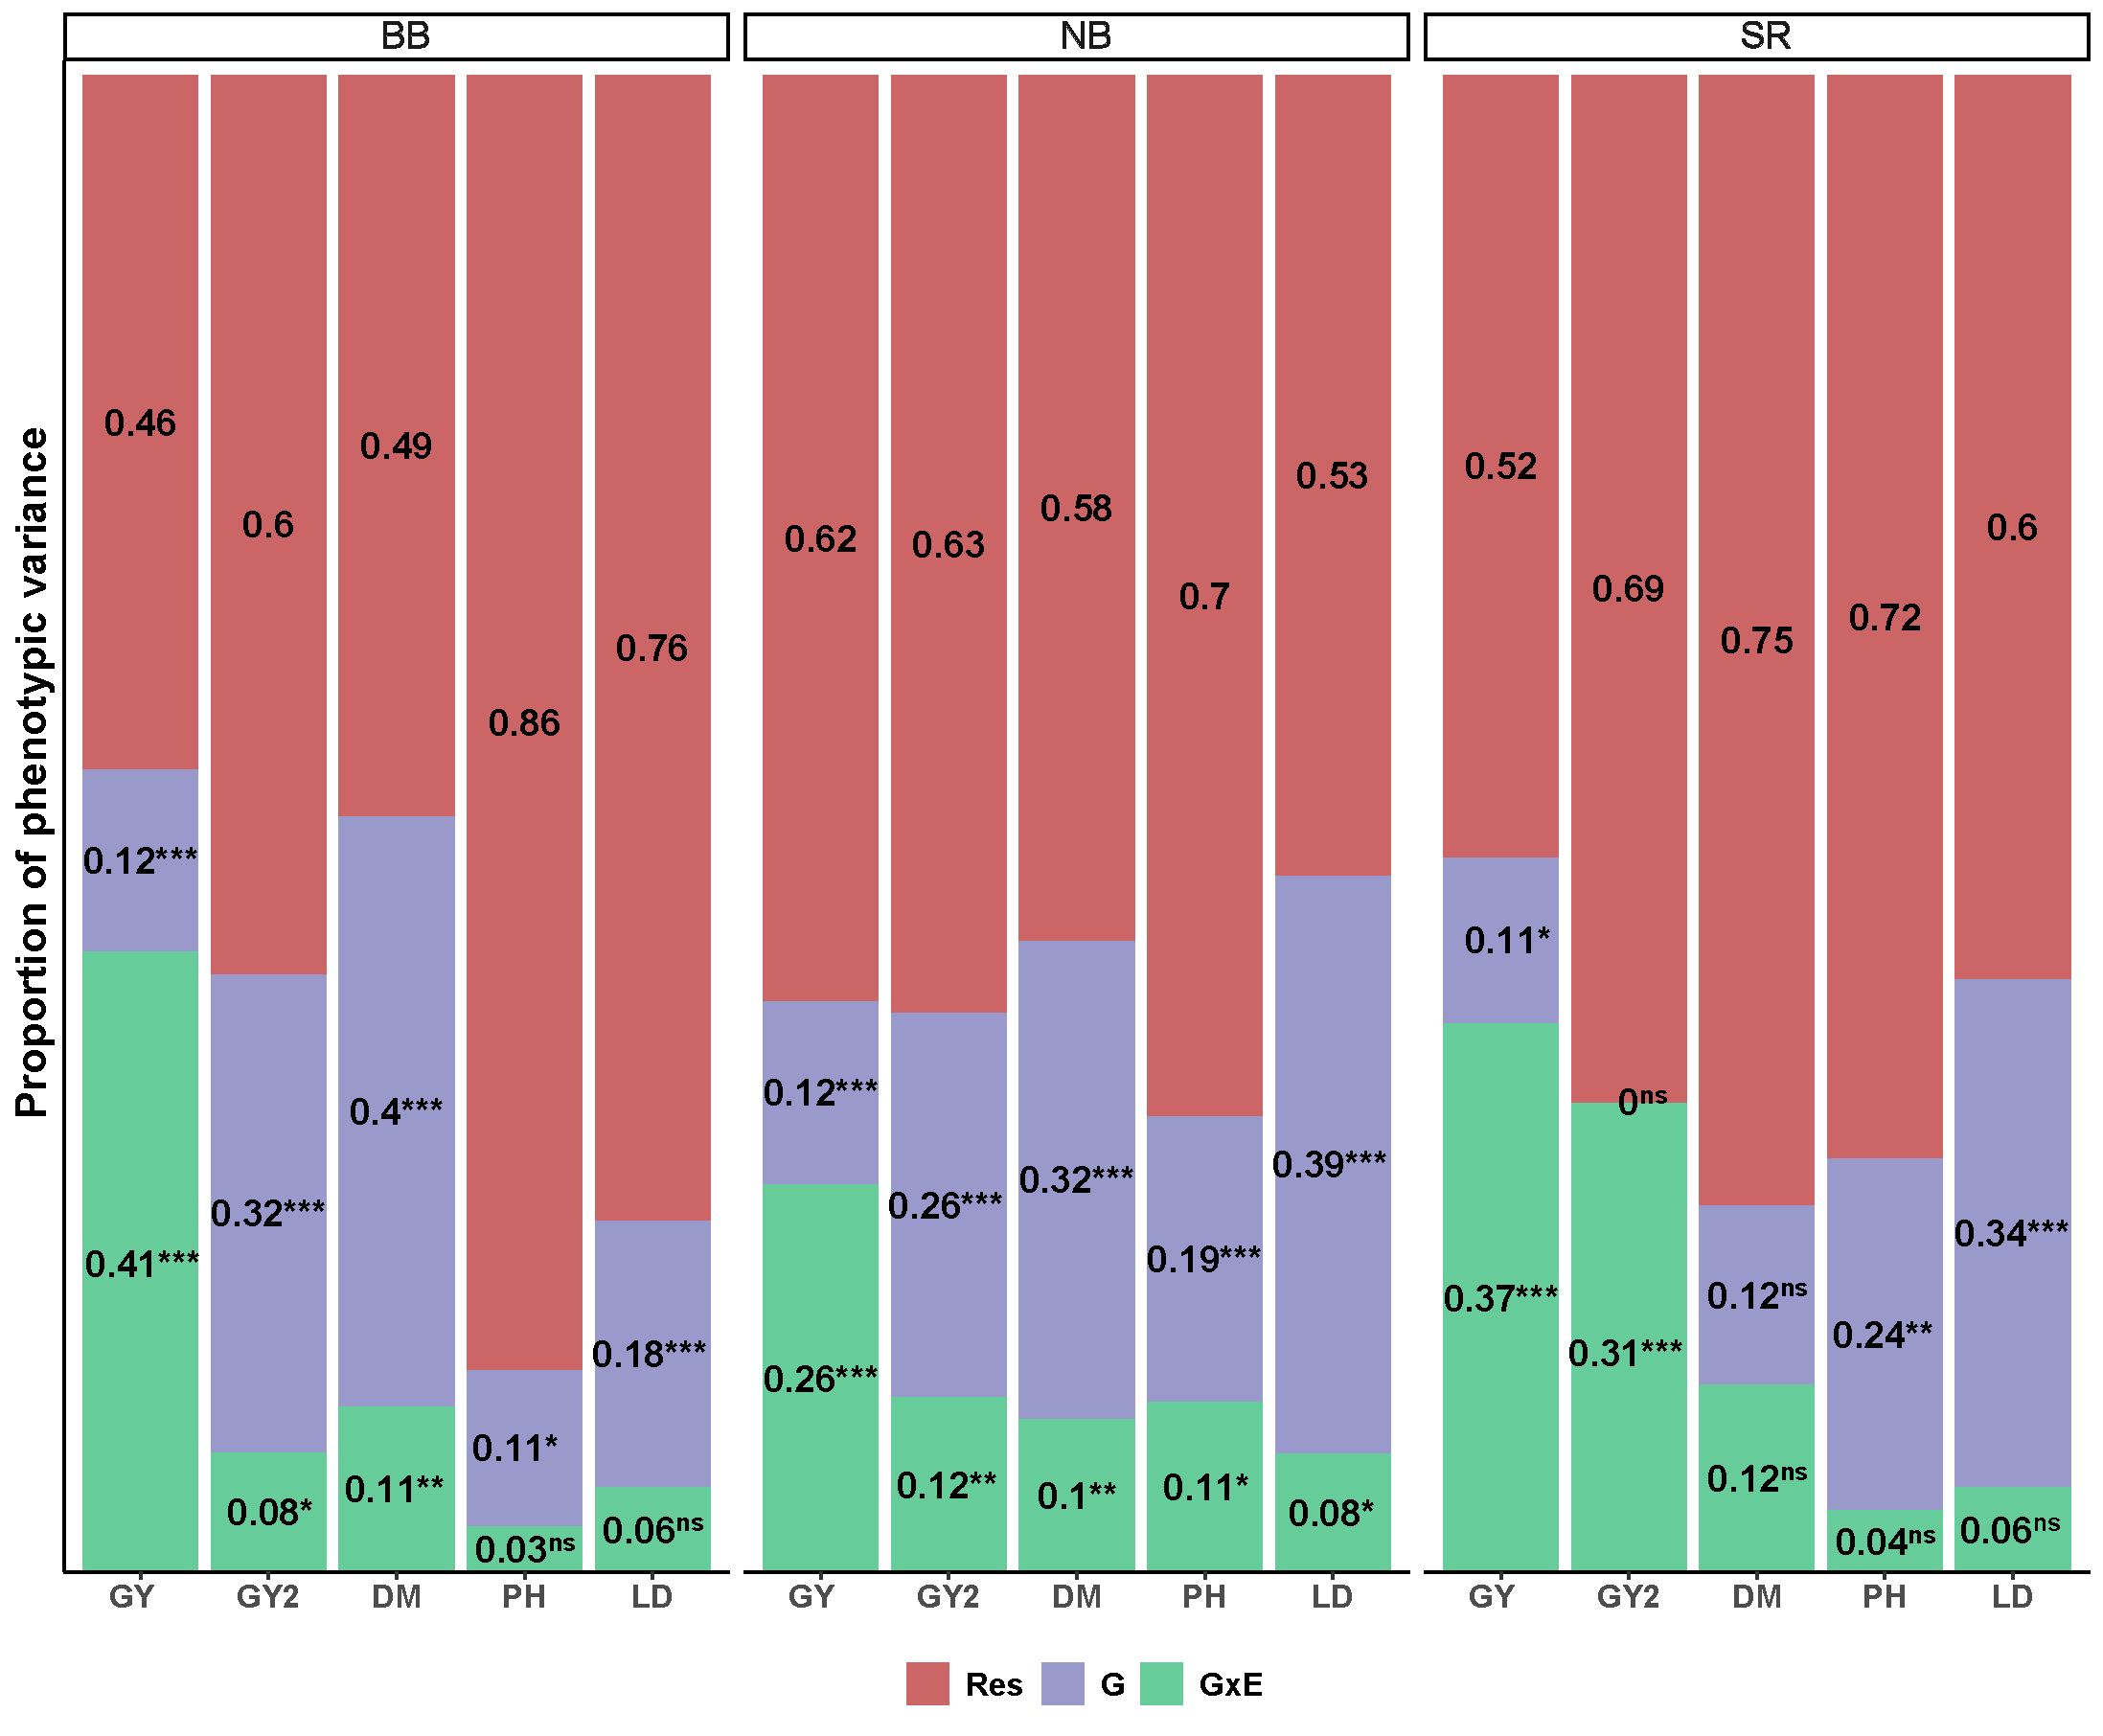 BB
NB
SR
Proportion of phenotypic variance
0.46
0.6
0.49
0.86
0.76
0.12***
0.32***
0.4***
0.11*
0.18***
0.41***
0.08*
0.11**
0.03ns
0.06ns
0.62
0.63
0.58
0.7
0.53
0.12***
0.26***
0.32***
0.19***
0.39***
0.26***
0.12**
0.1**
0.11*
0.08*
0.52
0.69
0.75
0.72
0.6
0.11*
0ns
0.12ns
0.24**
0.34***
0.37***
0.31***
0.12ns
0.04ns
0.06ns
GY GY2 DM PH LD
GY GY2 DM PH LD
GY GY2 DM PH LD
Res G GxE